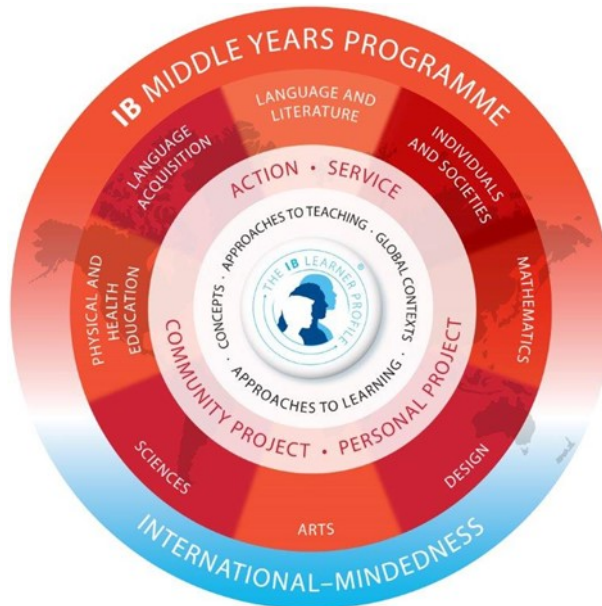 IB MIDDLE YEARS PROGRAMME
LANGUAGE AND
LITERATURE
INDIVIDUALS
AND SOCIETIES
MATHEMATICS
DESIGN
ARTS
SCIENCES
PHYSICAL AND
HEALTH
EDUCATION
LANGUAGE
ACQUISITION
ACTION • SERVICE
COMMUNITY PROJECT • PERSONAL PROJECT
APPROACHES TO TEACHING · GLOBAL CONTEXTS ·
APPROACHES TO LEARNING · CONCEPTS ·
THE IB LEARNER PROFILE ®
INTERNATIONAL–MINDEDNESS